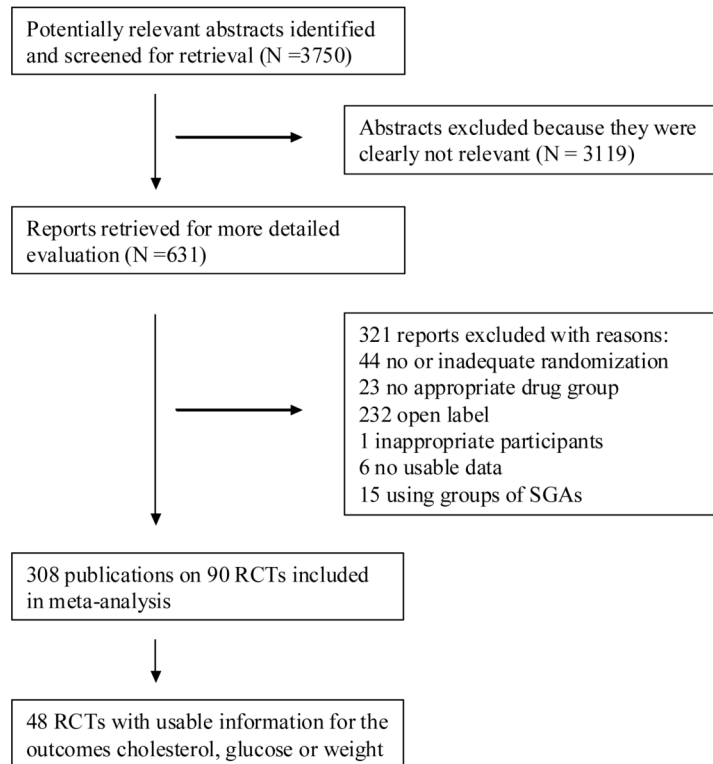 Potentially relevant abstracts identified
and screened for retrieval (N =3750)
Abstracts excluded because they were
clearly not relevant (N = 3119)
Reports retrieved for more detailed
evaluation (N =631)
321 reports excluded with reasons:
44 no or inadequate randomization
23 no appropriate drug group
232 open label
1 inappropriate participants
6 no usable data
15 using groups of SGAs
308 publications on 90 RCTs included
in meta-analysis
48 RCTs with usable information for the
outcomes cholesterol, glucose or weight